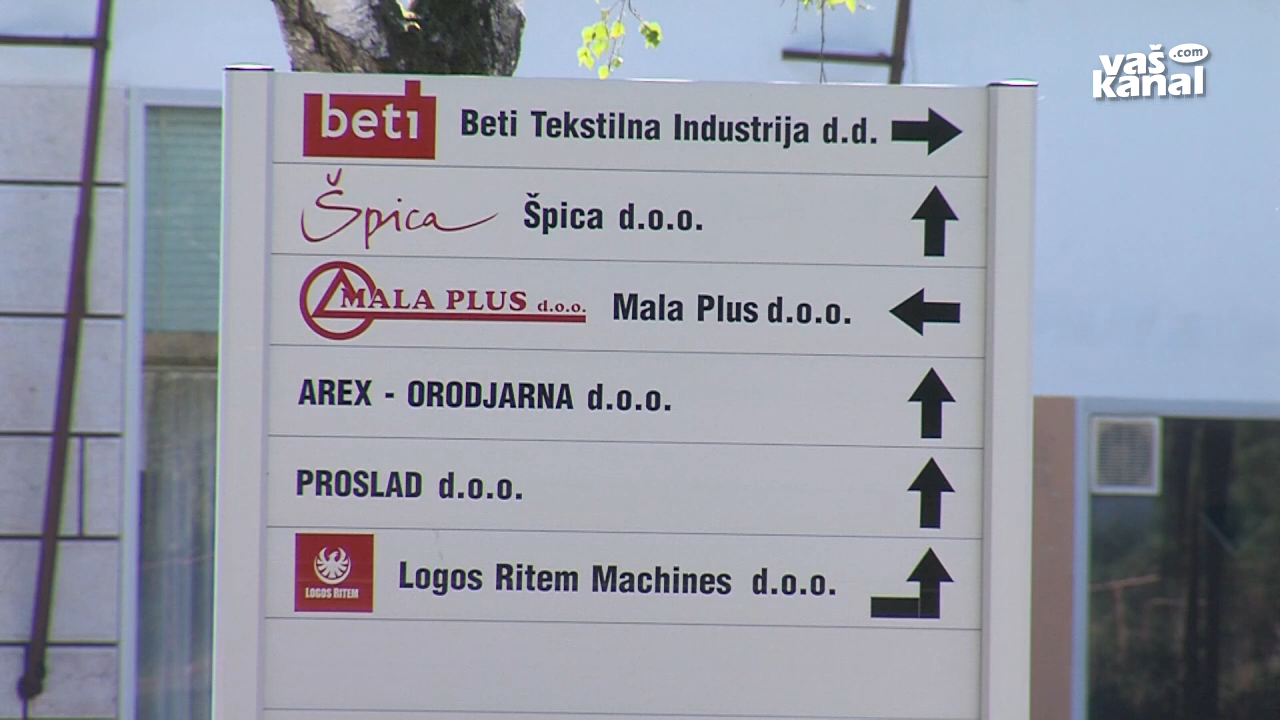 vaš .com
kanal
beti Beti Tekstilna Industrija d.d.
Špica Špica d.o.o.
MALA PLUS d.o.o. Mala Plus d.o.o.
AREX - ORODJARNA d.o.o.
PROSLAD d.o.o.
LOGOS RITEM Logos Ritem Machines d.o.o.